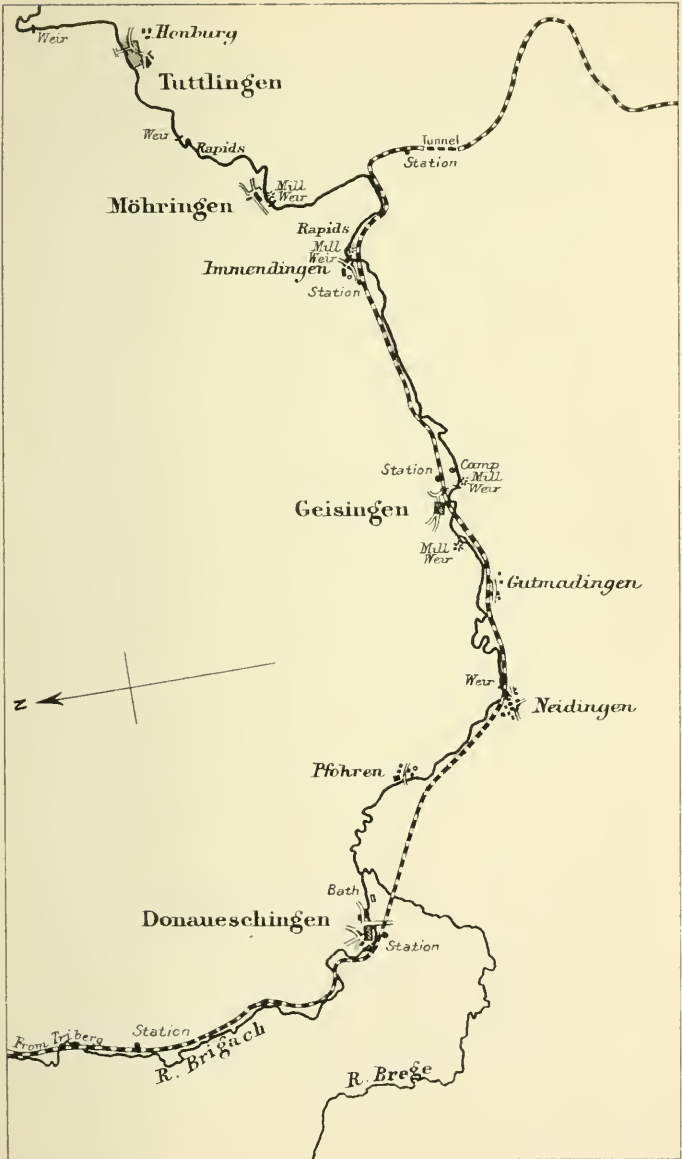 Weir
Honburg
Tuttlingen
Weir
Rapids
Tunnel
Station
Mill
Weir
Möhringen
Rapids
Mill
Weir
Immendingen
Station
Station
Camp
Mill
Weir
Geisingen
Mill
Weir
Gutmadingen
N
Weir
Neidingen
Pfohren
Bath
Donaueschingen
Station
From Triberg
Station
R. Brigach
R. Brege